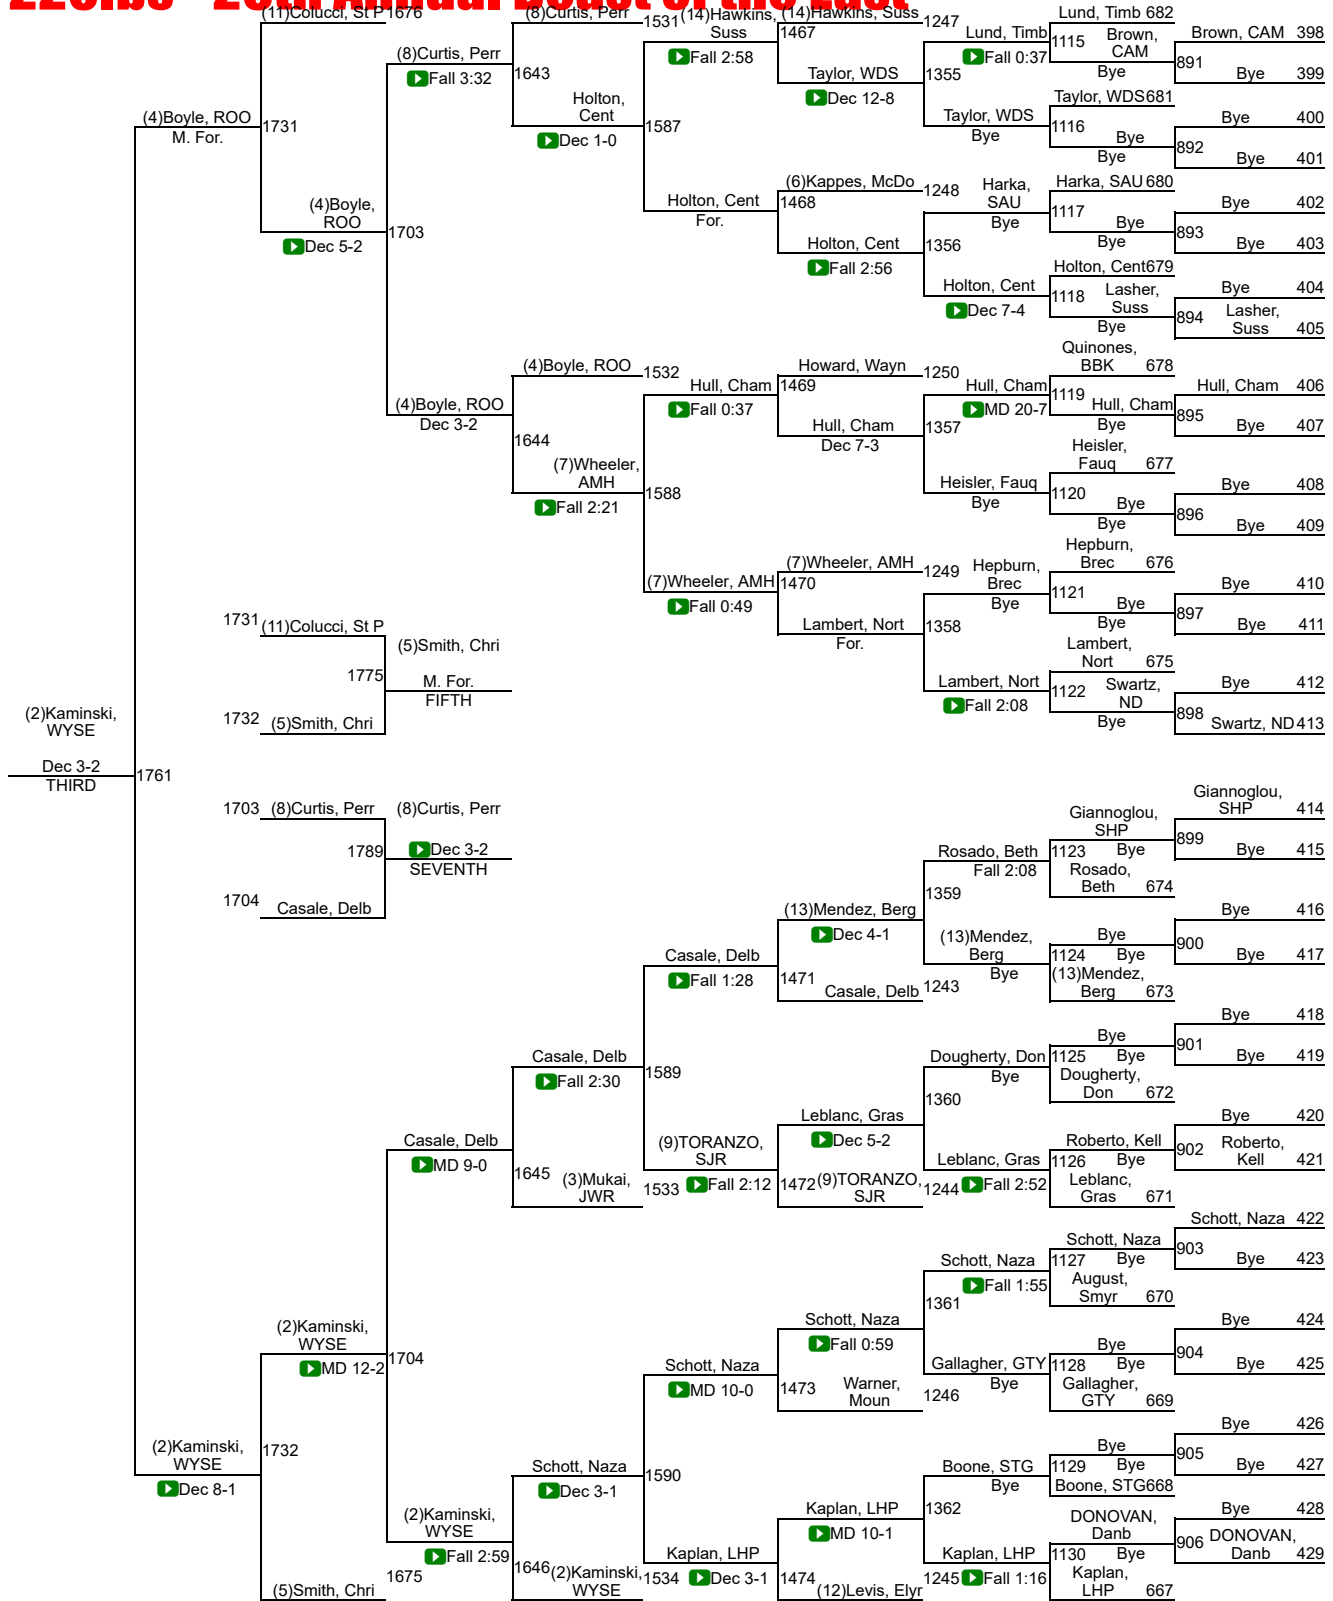 (11)Colucci, St P 1676
(8)Curtis, Perr
Fall 3:32
(4)Boyle, ROO
M. For.
1731
(4)Boyle,
ROO
Dec 5-2
1703
(8)Curtis, Perr
1643
Holton,
Cent
Dec 1-0
1531
(14)Hawkins,
Suss
Fall 2:58
1587
Holton, Cent
For.
(14)Hawkins, Suss
1467
Taylor, WDS
Dec 12-8
1247
Lund, Timb
Fall 0:37
1355
Taylor, WDS
Bye
Lund, Timb 682
1115
Brown,
CAM
Bye
Brown, CAM 398
891
Bye 399
Taylor, WDS 681
1116
Bye
Bye
Bye 400
892
Bye 401
(6)Kappes, McDo
1468
Holton, Cent
Fall 2:56
1248
Harka,
SAU
Bye
1356
Holton, Cent
Dec 7-4
Harka, SAU 680
1117
Bye
Bye
Bye 402
893
Bye 403
Holton, Cent 679
1118
Lasher,
Suss
Bye
Bye 404
894
Lasher,
Suss 405
(4)Boyle, ROO
Dec 3-2
(4)Boyle, ROO
1644
(7)Wheeler,
AMH
Fall 2:21
1532
Hull, Cham
Fall 0:37
1588
(7)Wheeler, AMH
Fall 0:49
Howard, Wayn
1469
Hull, Cham
Dec 7-3
1250
Hull, Cham
MD 20-7
1357
Heisler, Fauq
Bye
Quinones,
BBK 678
1119
Hull, Cham
Bye
Hull, Cham 406
895
Bye 407
Heisler,
Fauq 677
1120
Bye
Bye
Bye 408
896
Bye 409
(7)Wheeler, AMH
1470
Lambert, Nort
For.
1249
Hepburn,
Brec
Bye
1358
Lambert, Nort
Fall 2:08
Hepburn,
Brec 676
1121
Bye
Bye
Bye 410
897
Bye 411
Lambert,
Nort 675
1122
Swartz,
ND
Bye
Bye 412
898
Swartz, ND 413
1731 (11)Colucci, St P
1775
1732 (5)Smith, Chri
(5)Smith, Chri
M. For.
FIFTH
(2)Kaminski,
WYSE
Dec 3-2
THIRD
1761
1703 (8)Curtis, Perr
1789
1704 Casale, Delb
(8)Curtis, Perr
Dec 3-2
SEVENTH
Giannoglou,
SHP 414
899
Bye 415
Giannoglou,
SHP
1123 Bye
Rosado,
Beth 674
Rosado, Beth
Fall 2:08
1359
(13)Mendez,
Berg
Bye
Bye 416
900
Bye 417
Bye
1124 Bye
(13)Mendez,
Berg 673
(13)Mendez, Berg
Dec 4-1
1471
Casale, Delb 1243
Casale, Delb
Fall 1:28
1589
(9)TORANZO,
SJR
Fall 2:12
Casale, Delb
Fall 2:30
1645
(3)Mukai,
JWR 1533
Casale, Delb
MD 9-0
Bye 418
901
Bye 419
Bye
1125 Bye
Dougherty,
Don 672
Dougherty, Don
Bye
1360
Leblanc, Gras
Fall 2:52
Bye 420
902
Roberto,
Kell 421
Roberto, Kell
1126 Bye
Leblanc,
Gras 671
Leblanc, Gras
Dec 5-2
1472
(9)TORANZO,
SJR 1244
Schott, Naza 422
903
Bye 423
Schott, Naza
1127 Bye
August,
Smyr 670
Schott, Naza
Fall 1:55
1361
Gallagher, GTY
Bye
Bye 424
904
Bye 425
Bye
1128 Bye
Gallagher,
GTY 669
Schott, Naza
Fall 0:59
1473
Warner,
Moun 1246
Schott, Naza
MD 10-0
1590
Kaplan, LHP
Dec 3-1
Bye 426
905
Bye 427
Bye
1129 Bye
Boone, STG 668
Boone, STG
Bye
1362
Kaplan, LHP
Fall 1:16
Bye 428
906
DONOVAN,
Danb 429
DONOVAN,
Danb
1130 Bye
Kaplan,
LHP 667
Kaplan, LHP
MD 10-1
1474
(12)Levis, Elyr 1245
Schott, Naza
Dec 3-1
1646
(2)Kaminski,
WYSE 1534
(2)Kaminski,
WYSE
MD 12-2
1704
(2)Kaminski,
WYSE
Fall 2:59
(2)Kaminski,
WYSE
Dec 8-1
1732
(5)Smith, Chri
1675